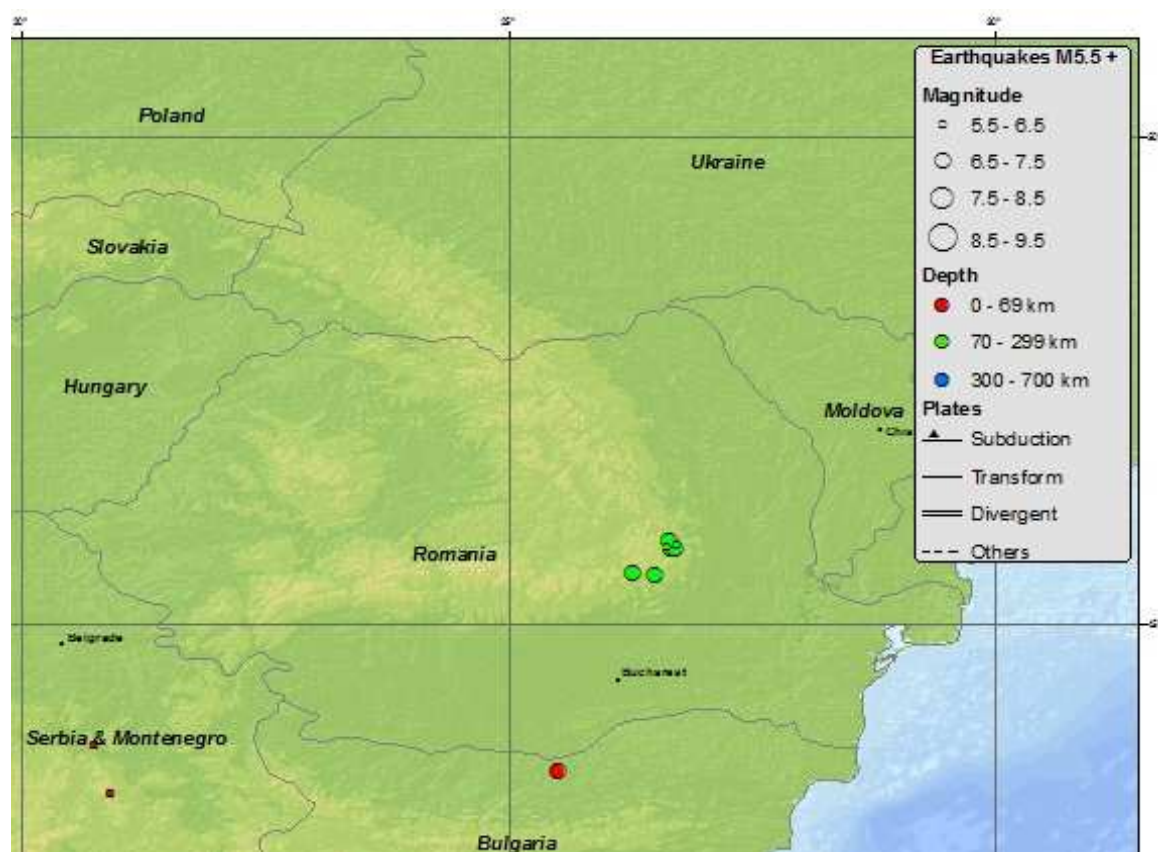 Poland
Ukraine
Slovakia
Hungary
Moldova
Romania
Belgrade
Bucharest
Serbia & Montenegro
Bulgaria
Earthquakes M5.5 +
Magnitude
5.5 - 6.5
6.5 - 7.5
7.5 - 8.5
8.5 - 9.5
Depth
0 - 69 km
70 - 299 km
300 - 700 km
Plates
Subduction
Transform
Divergent
Others